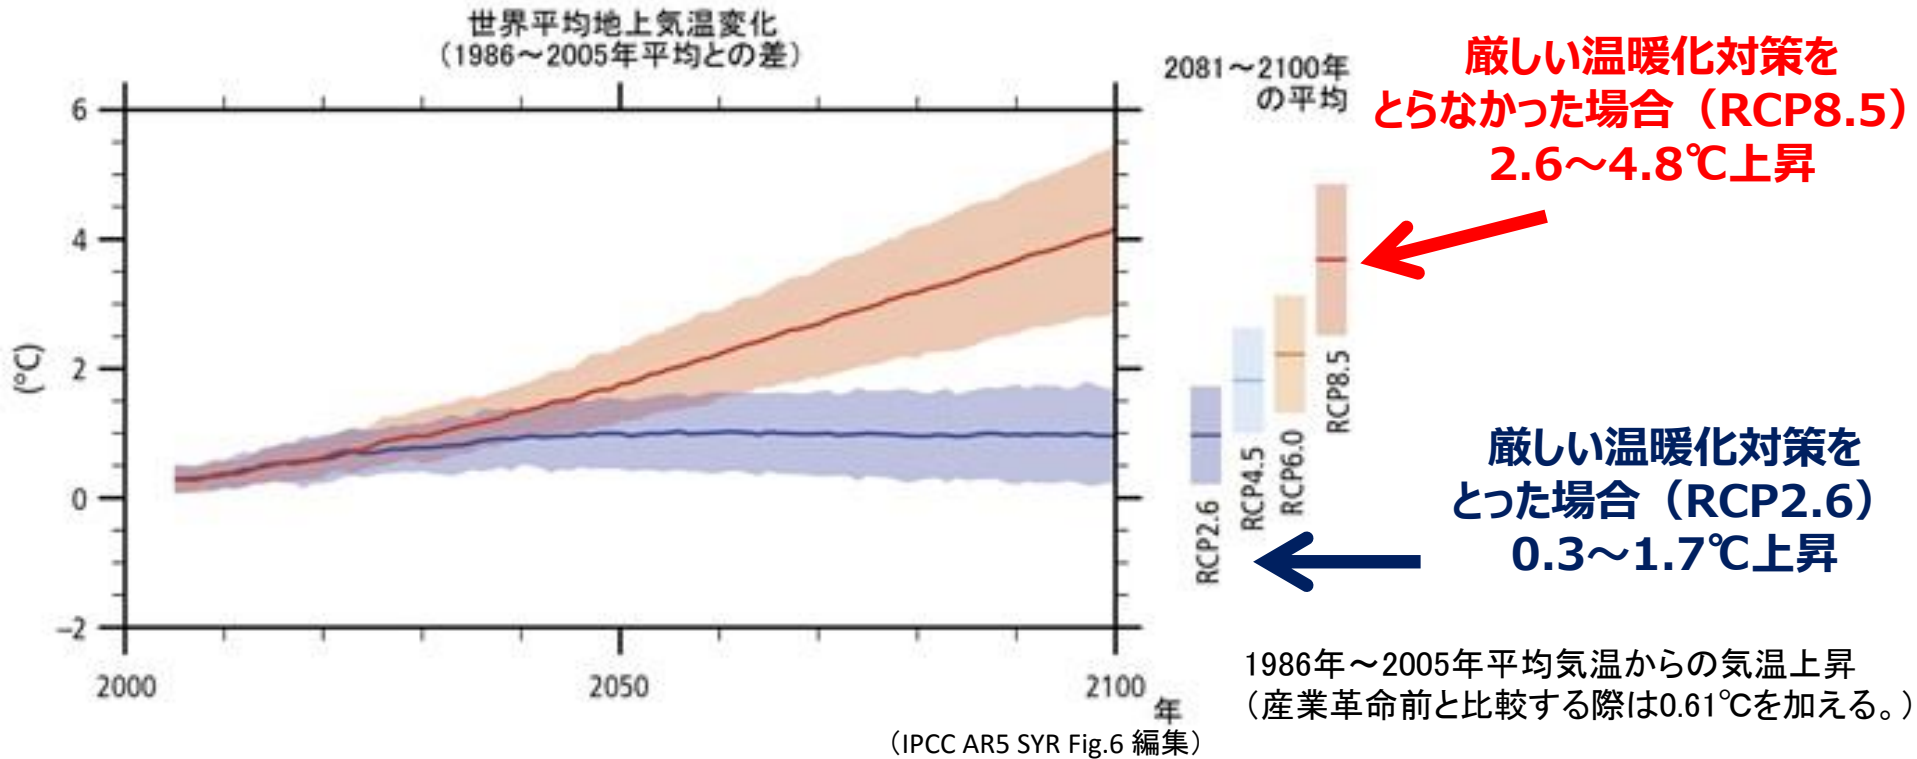 世界平均地上気温変化
（1986～2005年平均との差）
(°C)
6
4
2
0
−2
2000
2050
2100
年
（IPCC AR5 SYR Fig.6 編集）
2081～2100年
の平均
RCP2.6
RCP4.5
RCP6.0
RCP8.5
厳しい温暖化対策を
とらなかった場合（RCP8.5）
2.6～4.8℃上昇
厳しい温暖化対策を
とった場合（RCP2.6）
0.3～1.7℃上昇
1986年～2005年平均気温からの気温上昇
（産業革命前と比較する際は0.61℃を加える。）